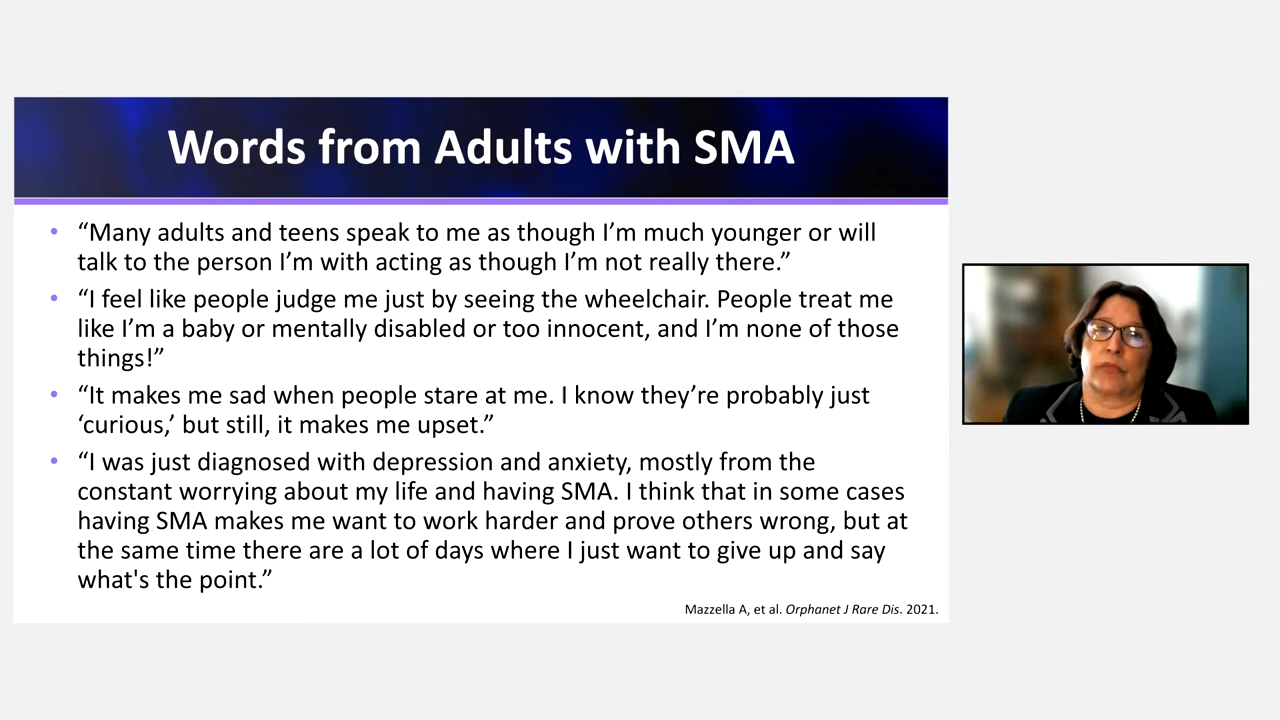 Words from Adults with SMA
• “Many adults and teens speak to me as though I’m much younger or will
talk to the person I’m with acting as though I’m not really there.”
• “I feel like people judge me just by seeing the wheelchair. People treat me
like I’m a baby or mentally disabled or too innocent, and I’m none of those
things!”
• “It makes me sad when people stare at me. I know they’re probably just
‘curious,’ but still, it makes me upset.”
• “I was just diagnosed with depression and anxiety, mostly from the
constant worrying about my life and having SMA. I think that in some cases
having SMA makes me want to work harder and prove others wrong, but at
the same time there are a lot of days where I just want to give up and say
what's the point.”
Mazzella A, et al. Orphanet J Rare Dis. 2021.